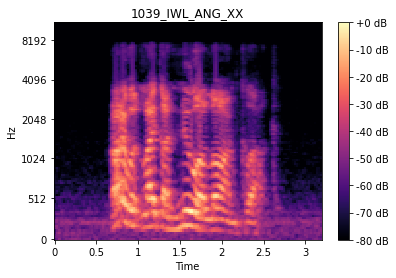 1039_IWL_ANG_XX
+0 dB
8192
-10 dB
4096
-20 dB
-30 dB
2048
Hz
-40 dB
1024
-50 dB
512
-60 dB
-70 dB
0
-80 dB
0 0.5 1 1.5 2 2.5 3
Time